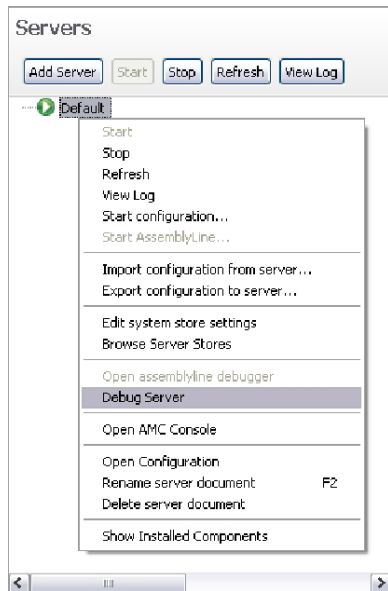 Servers
Add Server Start Stop Refresh View Log
Default
Start
Stop
Refresh
View Log
Start configuration...
Start AssemblyLine...
Import configuration from server...
Export configuration to server...
Edit system store settings
Browse Server Stores
Open assemblyline debugger
Debug Server
Open AMC Console
Open Configuration
Rename server document F2
Delete server document
Show Installed Components